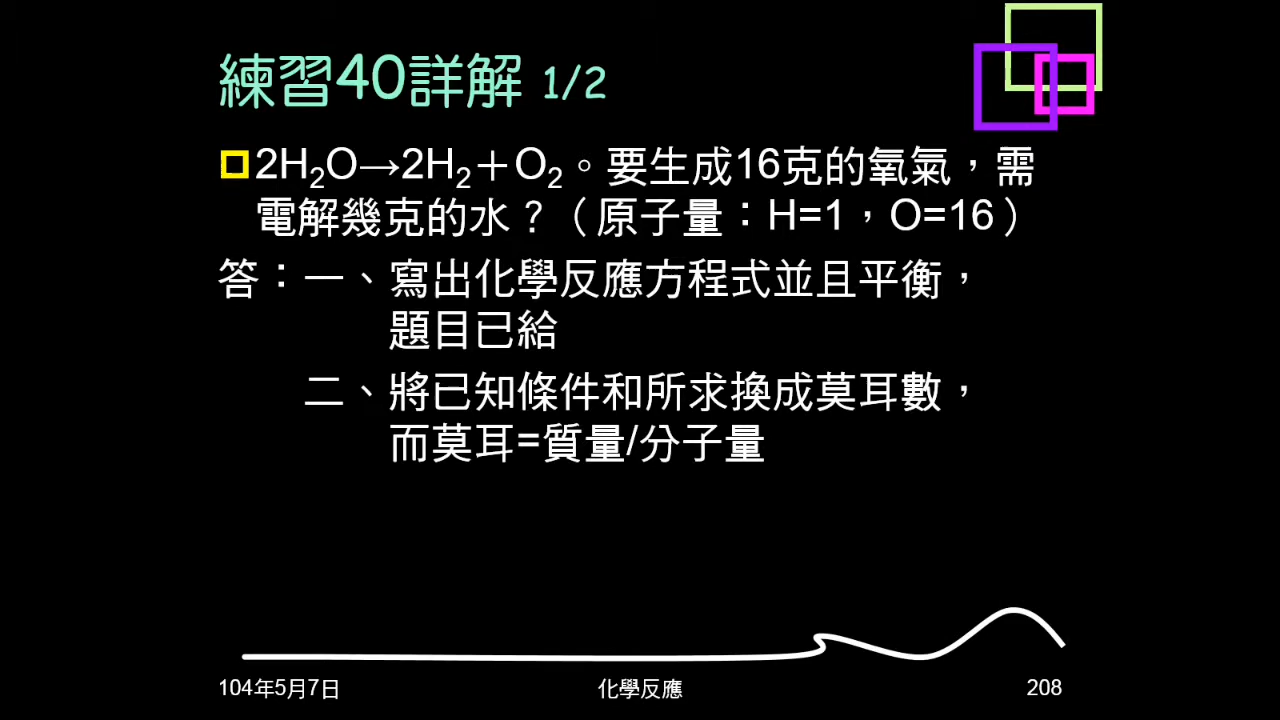 練習40詳解 1/2
2H₂O→2H₂＋O₂。要生成16克的氧氣，需
電解幾克的水？（原子量：H=1，O=16）
答：一、寫出化學反應方程式並且平衡，
題目已給
二、將已知條件和所求換成莫耳數，
而莫耳=質量/分子量
104年5月7日
化學反應
208